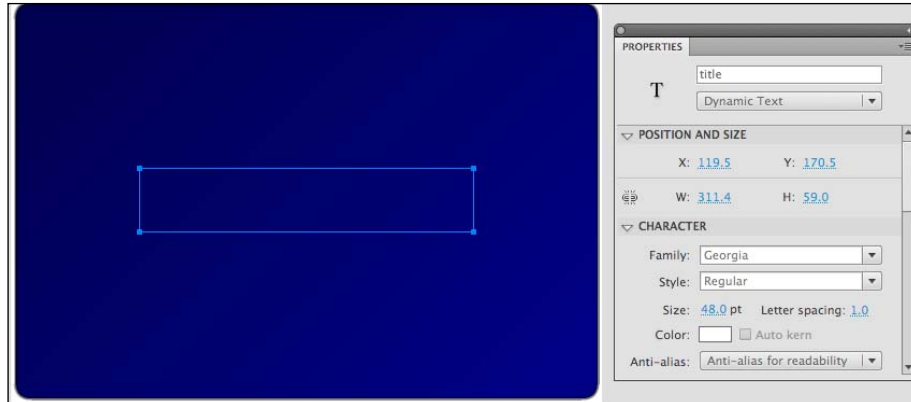 PROPERTIES
T
title
Dynamic Text
POSITION AND SIZE
X: 119.5 Y: 170.5
W: 311.4 H: 59.0
CHARACTER
Family: Georgia
Style: Regular
Size: 48.0 pt Letter spacing: 1.0
Color: Auto kern
Anti-alias: Anti-alias for readability